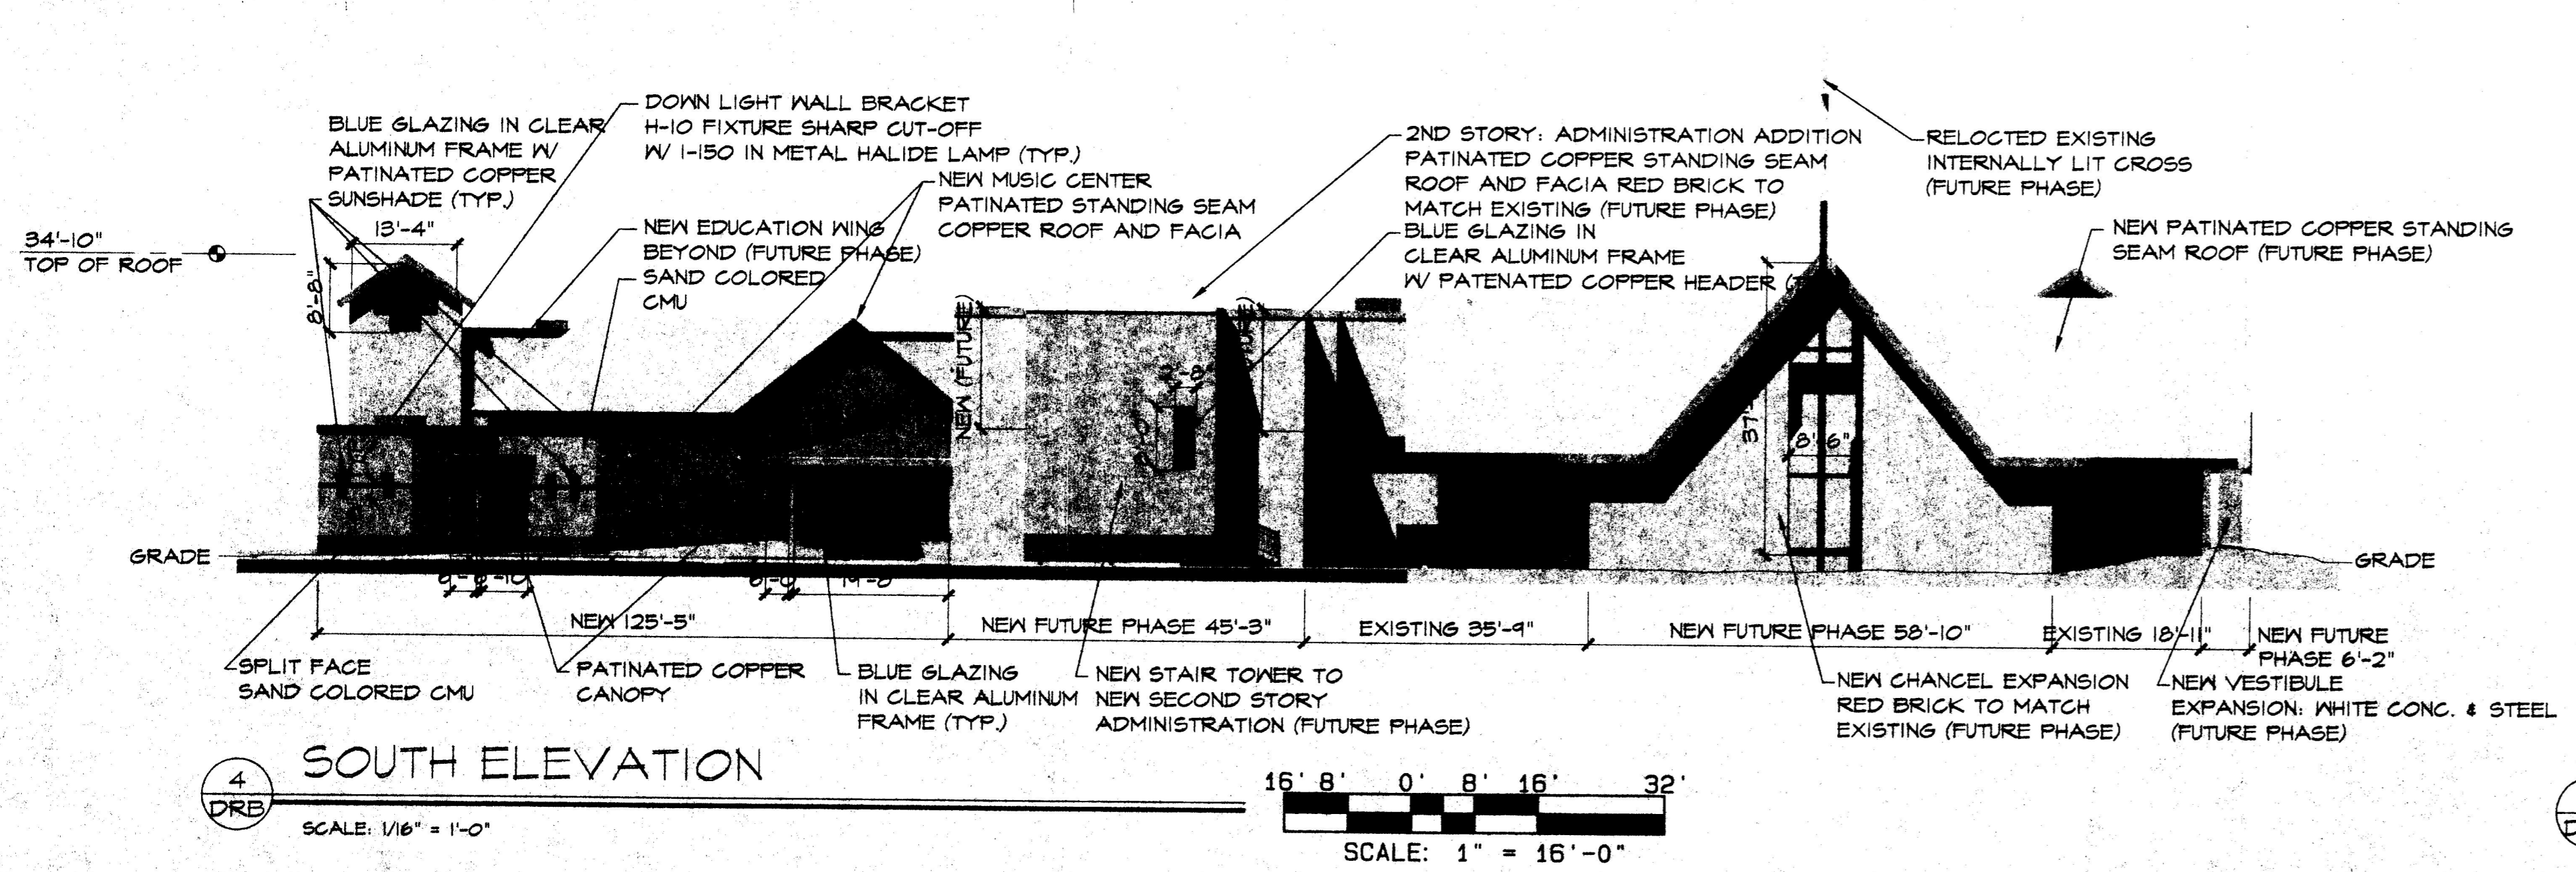 DOWN LIGHT WALL BRACKET
H-10 FIXTURE SHARP CUT-OFF
W/ 1-150 IN METAL HALIDE LAMP (TYP.)
BLUE GLAZING IN CLEAR
ALUMINUM FRAME W/
PATINATED COPPER
SUNSHADE (TYP.)
13'-4"
8'-8"
34'-10"
TOP OF ROOF
NEW EDUCATION WING
BEYOND (FUTURE PHASE)
SAND COLORED
CMU
NEW MUSIC CENTER
PATINATED STANDING SEAM
COPPER ROOF AND FACIA
2ND STORY: ADMINISTRATION ADDITION
PATINATED COPPER STANDING SEAM
ROOF AND FACIA RED BRICK TO
MATCH EXISTING (FUTURE PHASE)
BLUE GLAZING IN
CLEAR ALUMINUM FRAME
W/ PATENATED COPPER HEADER
RELOCTED EXISTING
INTERNALLY LIT CROSS
(FUTURE PHASE)
NEW PATINATED COPPER STANDING
SEAM ROOF (FUTURE PHASE)
NEW (FUTURE)
8'-6"
GRADE
GRADE
NEW 125'-5"
NEW FUTURE PHASE 45'-3"
EXISTING 35'-9"
NEW FUTURE PHASE 58'-10"
EXISTING 18'-11"
NEW FUTURE
PHASE 6'-2"
SPLIT FACE
SAND COLORED CMU
PATINATED COPPER
CANOPY
BLUE GLAZING
IN CLEAR ALUMINUM
FRAME (TYP.)
NEW STAIR TOWER TO
NEW SECOND STORY
ADMINISTRATION (FUTURE PHASE)
NEW CHANCEL EXPANSION
RED BRICK TO MATCH
EXISTING (FUTURE PHASE)
NEW VESTIBULE
EXPANSION: WHITE CONC. & STEEL
(FUTURE PHASE)
4
DRB
SOUTH ELEVATION
SCALE: 1/16" = 1'-0"
16' 8' 0' 8' 16' 32'
SCALE: 1" = 16'-0"